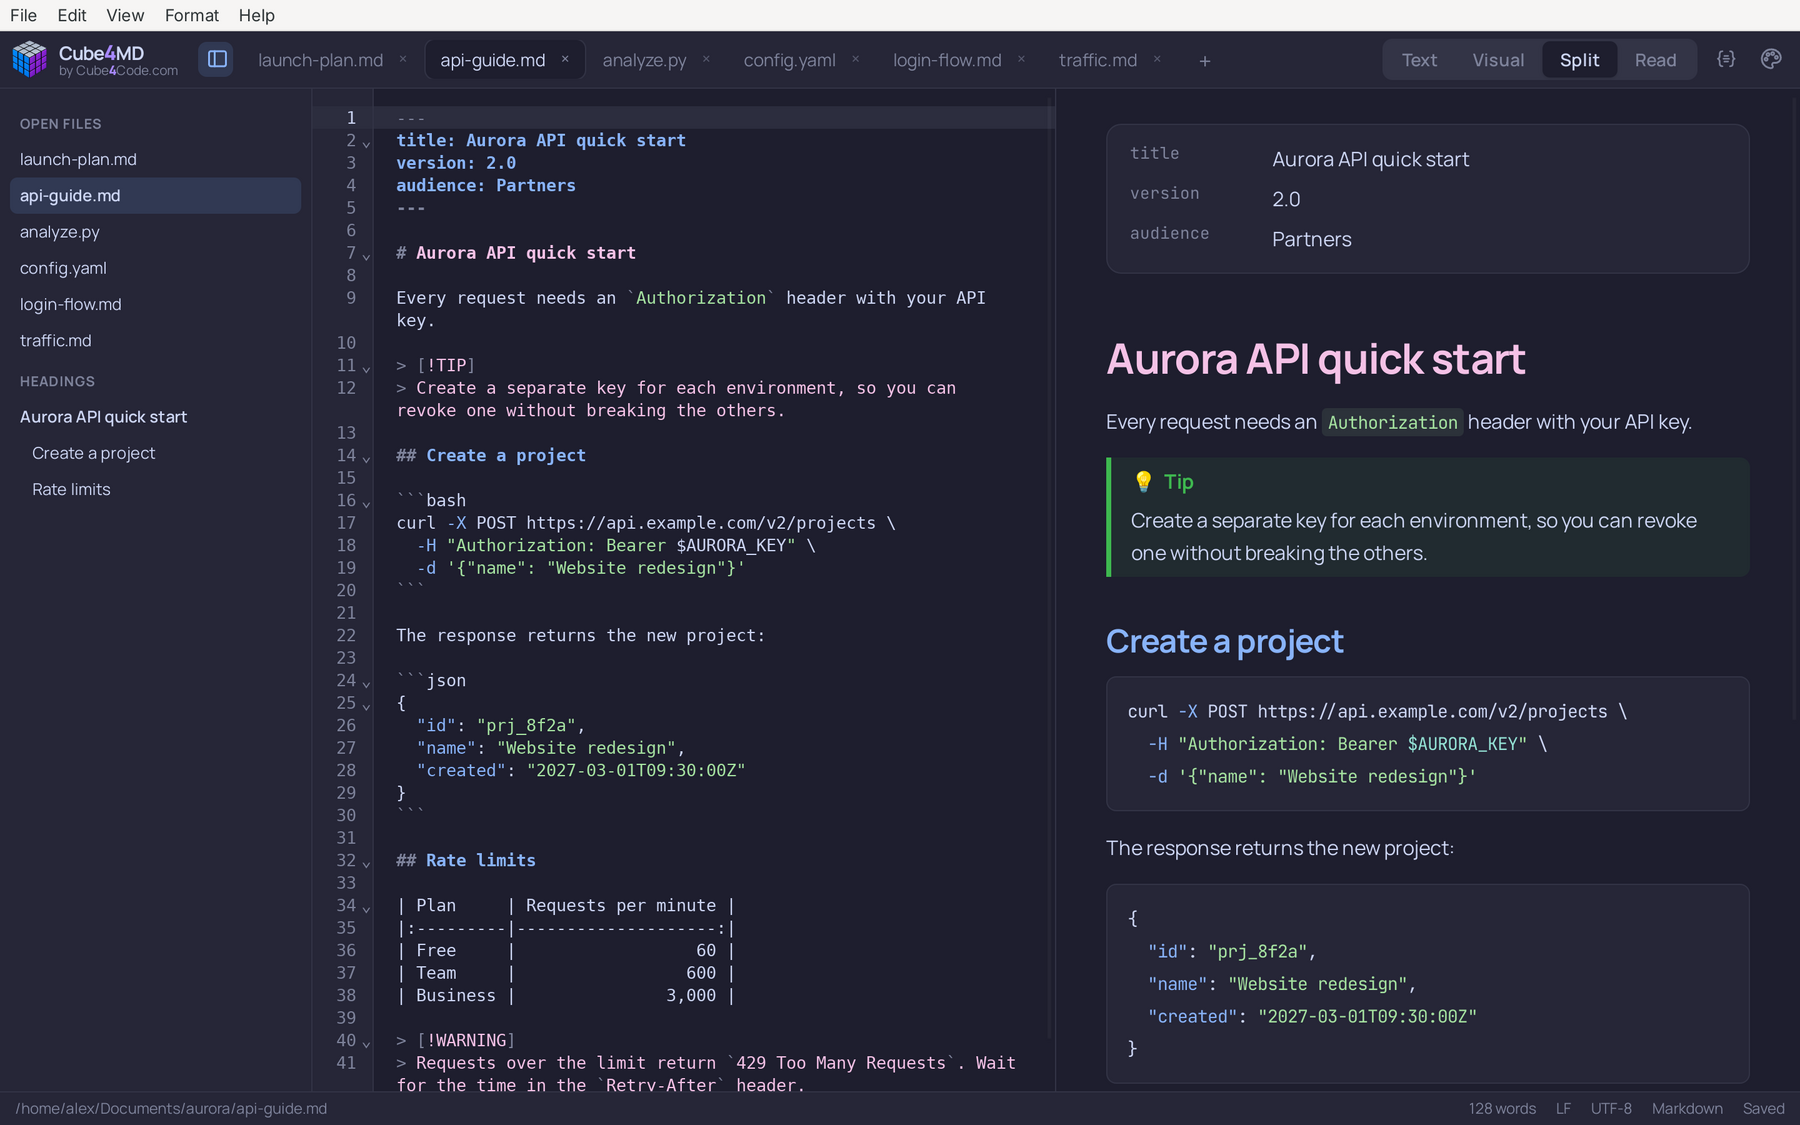 File Edit View Format Help
Cube4MD
by Cube4Code.com
launch-plan.md × api-guide.md × analyze.py × config.yaml × login-flow.md × traffic.md × +
Text Visual Split Read
OPEN FILES
launch-plan.md
api-guide.md
analyze.py
config.yaml
login-flow.md
traffic.md
HEADINGS
Aurora API quick start
Create a project
Rate limits
1 ---
2 title: Aurora API quick start
3 version: 2.0
4 audience: Partners
5 ---
6
7 # Aurora API quick start
8
9 Every request needs an `Authorization` header with your API
key.
10
11 > [!TIP]
12 > Create a separate key for each environment, so you can
revoke one without breaking the others.
13
14 ## Create a project
15
16 ```bash
17 curl -X POST https://api.example.com/v2/projects \
18   -H "Authorization: Bearer $AURORA_KEY" \
19   -d '{"name": "Website redesign"}'
20 ```
21
22 The response returns the new project:
23
24 ```json
25 {
26   "id": "prj_8f2a",
27   "name": "Website redesign",
28   "created": "2027-03-01T09:30:00Z"
29 }
30 ```
31
32 ## Rate limits
33
34 | Plan     | Requests per minute |
35 |:---------|--------------------:|
36 | Free     |                  60 |
37 | Team     |                 600 |
38 | Business |               3,000 |
39
40 > [!WARNING]
41 > Requests over the limit return `429 Too Many Requests`. Wait
for the time in the `Retry-After` header.
title Aurora API quick start
version 2.0
audience Partners
Aurora API quick start
Every request needs an Authorization header with your API key.
💡 Tip
Create a separate key for each environment, so you can revoke
one without breaking the others.
Create a project
curl -X POST https://api.example.com/v2/projects \
  -H "Authorization: Bearer $AURORA_KEY" \
  -d '{"name": "Website redesign"}'
The response returns the new project:
{
  "id": "prj_8f2a",
  "name": "Website redesign",
  "created": "2027-03-01T09:30:00Z"
}
/home/alex/Documents/aurora/api-guide.md
128 words LF UTF-8 Markdown Saved